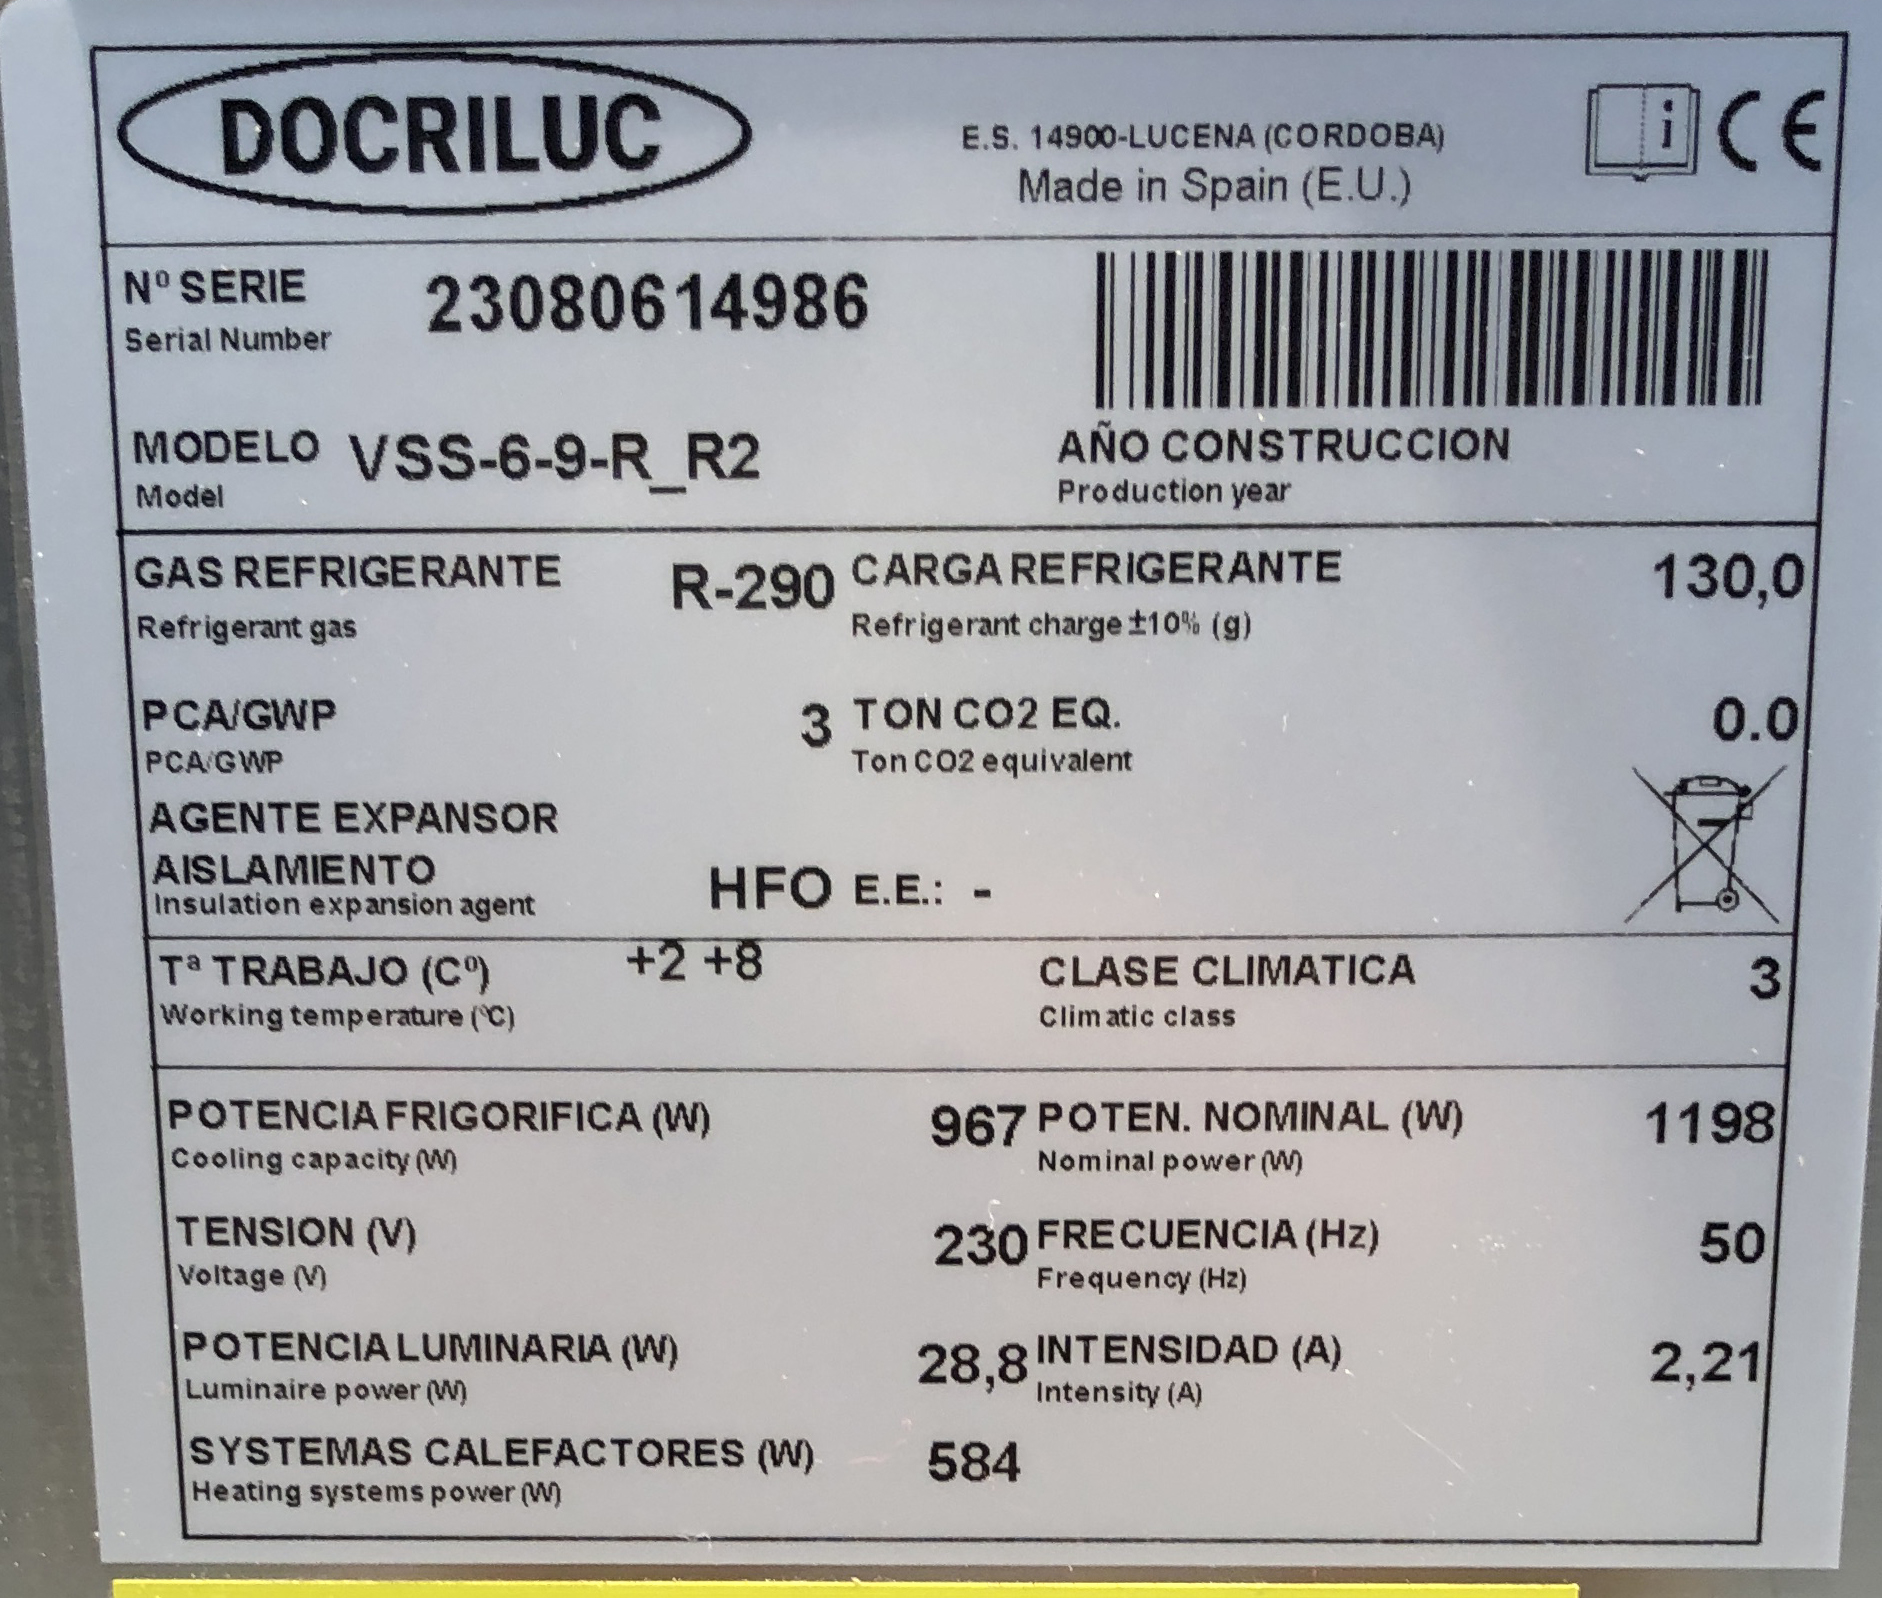 DOCRILUC
E.S. 14900-LUCENA (CORDOBA)
Made in Spain (E.U.)
i CE
Nº SERIE 23080614986
Serial Number
MODELO VSS-6-9-R_R2
Model
AÑO CONSTRUCCION
Production year
GAS REFRIGERANTE R-290
Refrigerant gas
CARGA REFRIGERANTE 130,0
Refrigerant charge ±10% (g)
PCA/GWP 3
PCA/GWP
TON CO2 EQ. 0.0
Ton CO2 equivalent
AGENTE EXPANSOR
AISLAMIENTO HFO E.E.: -
Insulation expansion agent
Tª TRABAJO (Cº) +2 +8
Working temperature (℃)
CLASE CLIMATICA 3
Climatic class
POTENCIA FRIGORIFICA (W) 967
Cooling capacity (W)
POTEN. NOMINAL (W) 1198
Nominal power (W)
TENSION (V) 230
Voltage (V)
FRECUENCIA (Hz) 50
Frequency (Hz)
POTENCIA LUMINARIA (W) 28,8
Luminaire power (W)
INTENSIDAD (A) 2,21
Intensity (A)
SYSTEMAS CALEFACTORES (W) 584
Heating systems power (W)